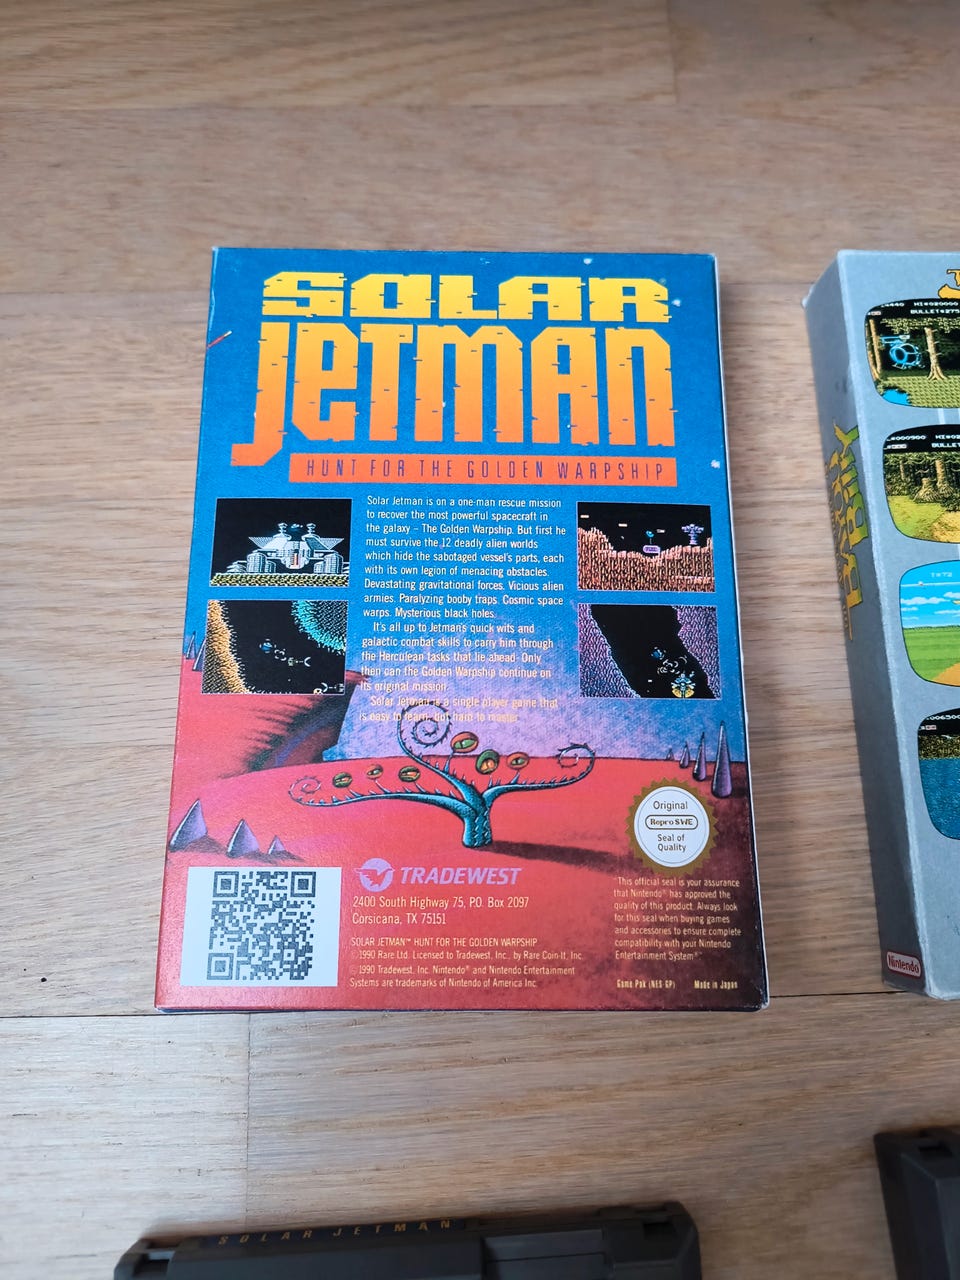 SOLAR
JETMAN
HUNT FOR THE GOLDEN WARPSHIP
Solar Jetman is on a one-man rescue mission
to recover the most powerful spacecraft in
the galaxy – The Golden Warpship. But first he
must survive the 12 deadly alien worlds
which hide the sabotaged vessel's parts, each
with its own legion of menacing obstacles.
Devastating gravitational forces. Vicious alien
armies. Paralyzing booby traps. Cosmic space
warps. Mysterious black holes.
It's all up to Jetman's quick wits and
galactic combat skills to carry him through
the Herculean tasks that lie ahead. Only
then can the Golden Warpship continue on
its original mission.
Solar Jetman is a single player game that
is easy to learn, but hard to master.
Original
Repro SWE
Seal of
Quality
TRADEWEST
2400 South Highway 75, P.O. Box 2097
Corsicana, TX 75151
SOLAR JETMAN™ HUNT FOR THE GOLDEN WARPSHIP
©1990 Rare Ltd. Licensed to Tradewest, Inc., by Rare Coin-It, Inc.
©1990 Tradewest, Inc. Nintendo® and Nintendo Entertainment
Systems are trademarks of Nintendo of America Inc.
"This official seal is your assurance
that Nintendo® has approved the
quality of this product. Always look
for this seal when buying games
and accessories to ensure complete
compatibility with your Nintendo
Entertainment System®"
Game Pak (NES GP) Made in Japan
BAYOU
BILLY
HI=020000
BULLET=275
Nintendo
SOLAR JETMAN